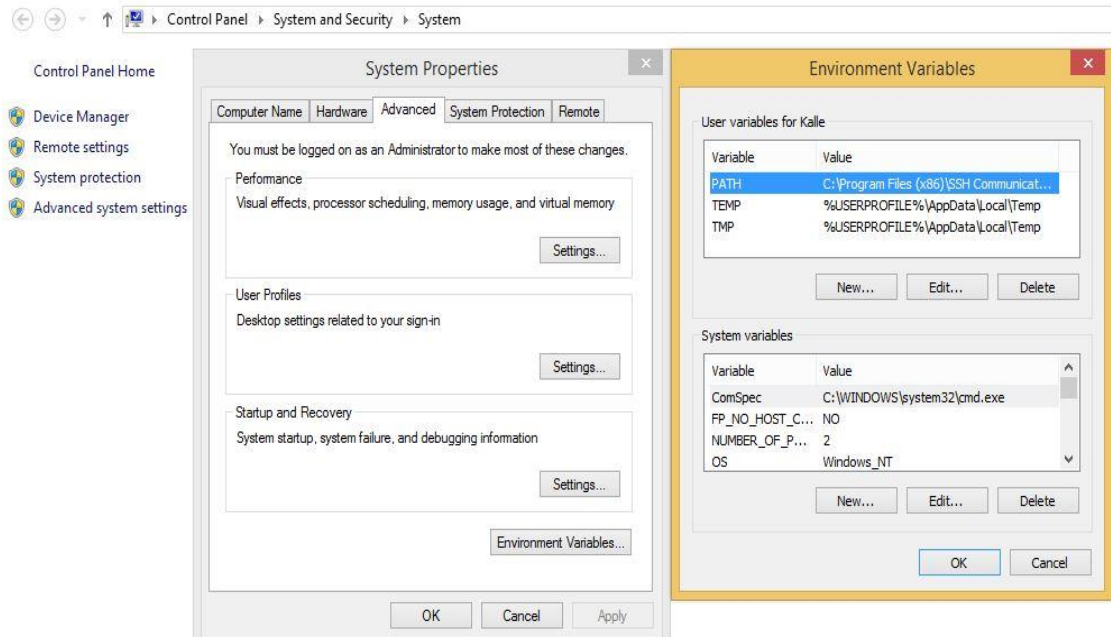 Control Panel System and Security System
Control Panel Home
Device Manager
Remote settings
System protection
Advanced system settings
System Properties
Computer Name Hardware Advanced System Protection Remote
You must be logged on as an Administrator to make most of these changes.
Performance
Visual effects, processor scheduling, memory usage, and virtual memory
Settings...
User Profiles
Desktop settings related to your sign-in
Settings...
Startup and Recovery
System startup, system failure, and debugging information
Settings...
Environment Variables...
OK Cancel Apply
Environment Variables
User variables for Kalle
Variable Value
PATH C:\Program Files (x86)\SSH Communicat...
TEMP %USERPROFILE%\AppData\Local\Temp
TMP %USERPROFILE%\AppData\Local\Temp
New... Edit... Delete
System variables
Variable Value
ComSpec C:\WINDOWS\system32\cmd.exe
FP_NO_HOST_C... NO
NUMBER_OF_P... 2
OS Windows_NT
New... Edit... Delete
OK Cancel